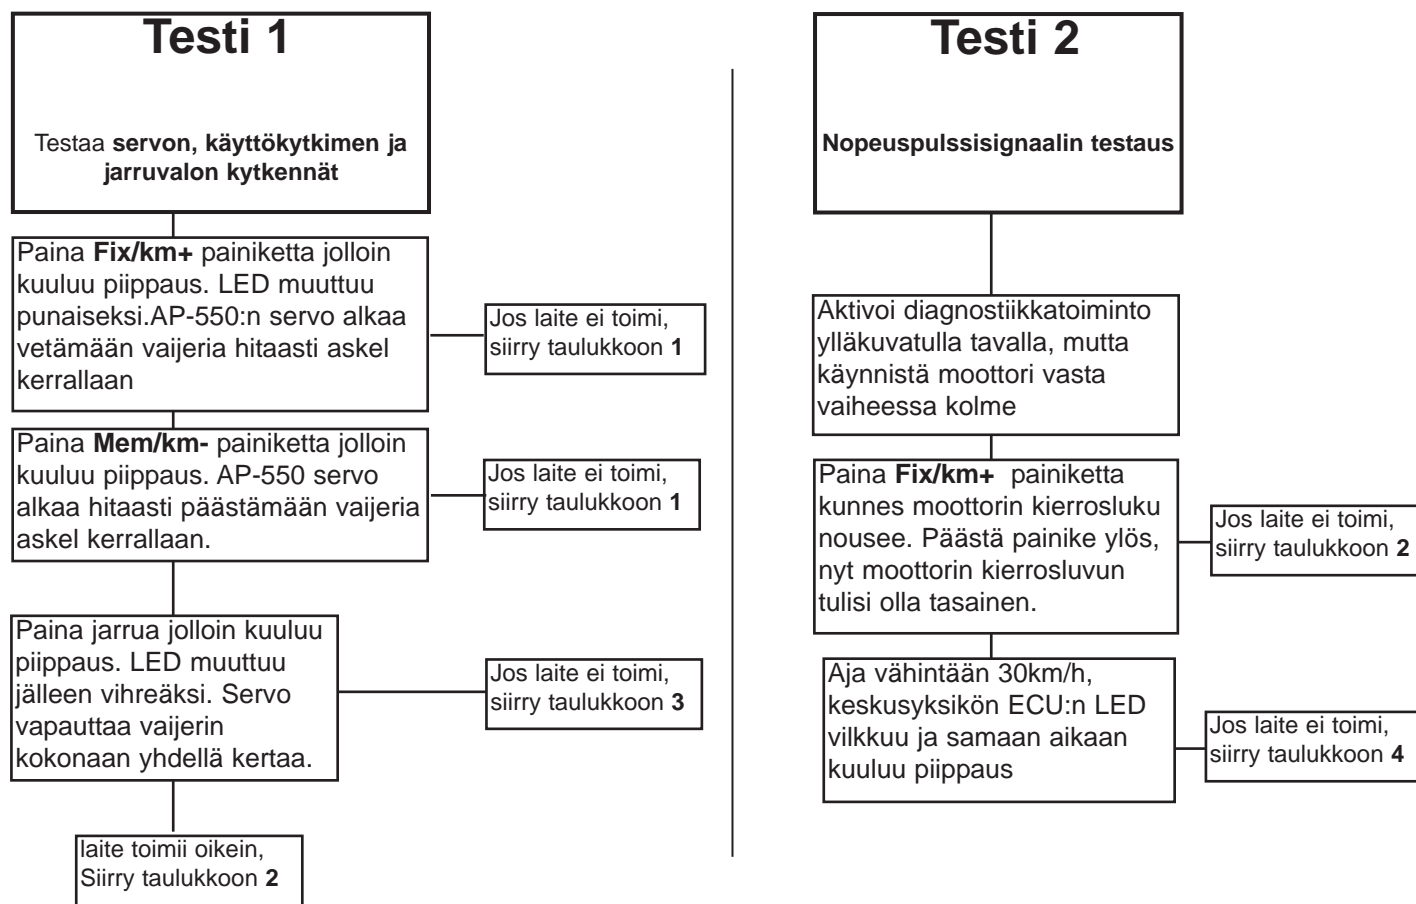 Testi 1
Testaa servon, käyttökytkimen ja
jarruvalon kytkennät
Paina Fix/km+ painiketta jolloin
kuuluu piippaus. LED muuttuu
punaiseksi.AP-550:n servo alkaa
vetämään vaijeria hitaasti askel
kerrallaan
Jos laite ei toimi,
siirry taulukkoon 1
Paina Mem/km- painiketta jolloin
kuuluu piippaus. AP-550 servo
alkaa hitaasti päästämään vaijeria
askel kerrallaan.
Jos laite ei toimi,
siirry taulukkoon 1
Paina jarrua jolloin kuuluu
piippaus. LED muuttuu
jälleen vihreäksi. Servo
vapauttaa vaijerin
kokonaan yhdellä kertaa.
Jos laite ei toimi,
siirry taulukkoon 3
laite toimii oikein,
Siirry taulukkoon 2
Testi 2
Nopeuspulssisignaalin testaus
Aktivoi diagnostiikkatoiminto
ylläkuvatulla tavalla, mutta
käynnistä moottori vasta
vaiheessa kolme
Paina Fix/km+ painiketta
kunnes moottorin kierrosluku
nousee. Päästä painike ylös,
nyt moottorin kierrosluvun
tulisi olla tasainen.
Jos laite ei toimi,
siirry taulukkoon 2
Aja vähintään 30km/h,
keskusyksikön ECU:n LED
vilkkuu ja samaan aikaan
kuuluu piippaus
Jos laite ei toimi,
siirry taulukkoon 4